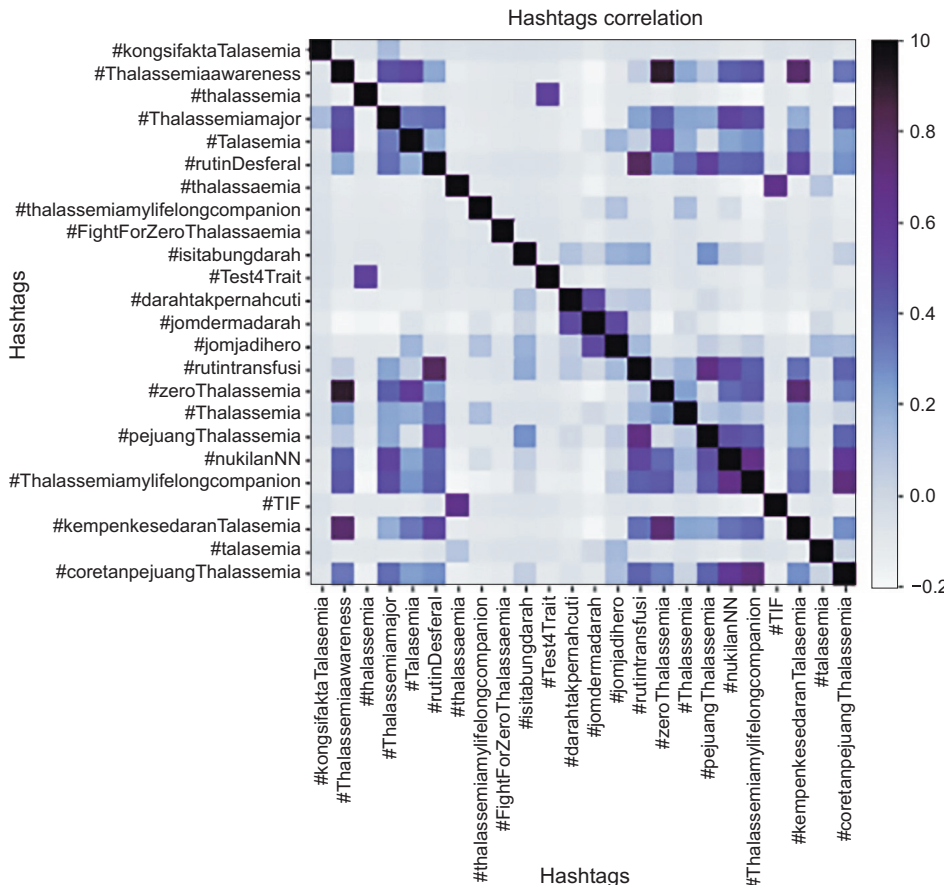 Hashtags correlation
#kongsifaktaTalasemia
#Thalassemiaawareness
#thalassemia
#Thalassemiamajor
#Talasemia
#rutinDesferal
#thalassaemia
#thalassemiamylifelongcompanion
#FightForZeroThalassaemia
#isitabungdarah
#Test4Trait
#darahtakpernahcuti
#jomdermadarah
#jomjadihero
#rutintransfusi
#zeroThalassemia
#Thalassemia
#pejuangThalassemia
#nukilanNN
#Thalassemiamylifelongcompanion
#TIF
#kempenkesedaranTalasemia
#talasemia
#coretanpejuangThalassemia
Hashtags
10
0.8
0.6
0.4
0.2
0.0
−0.2
#kongsifaktaTalasemia
#Thalassemiaawareness
#thalassemia
#Thalassemiamajor
#Talasemia
#rutinDesferal
#thalassaemia
#thalassemiamylifelongcompanion
#FightForZeroThalassaemia
#isitabungdarah
#Test4Trait
#darahtakpernahcuti
#jomdermadarah
#jomjadihero
#rutintransfusi
#zeroThalassemia
#Thalassemia
#pejuangThalassemia
#nukilanNN
#Thalassemiamylifelongcompanion
#TIF
#kempenkesedaranTalasemia
#talasemia
#coretanpejuangThalassemia
Hashtags